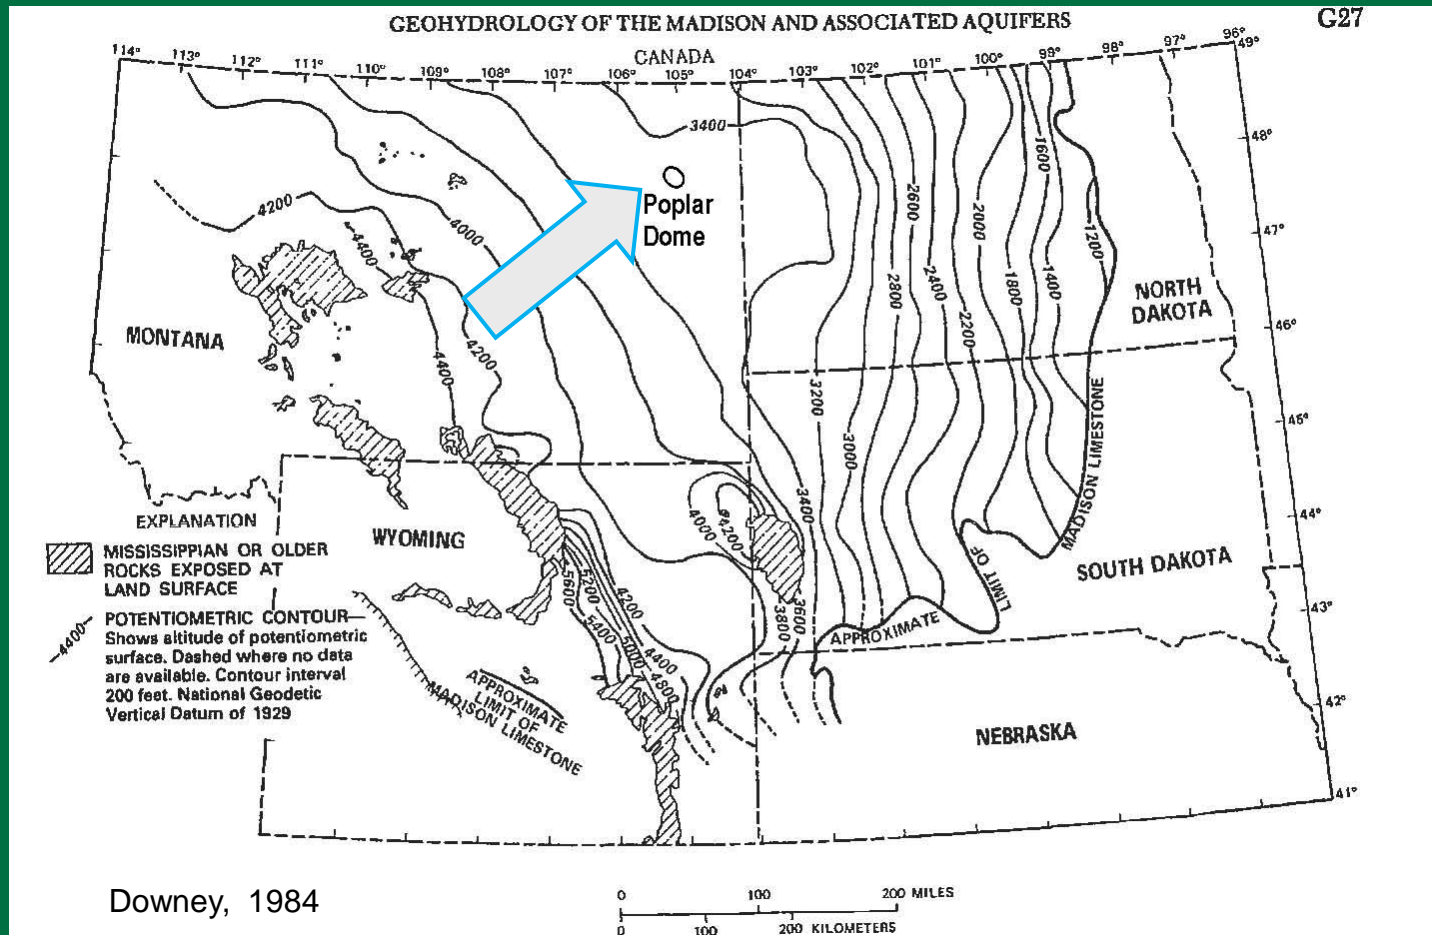 GEOHYDROLOGY OF THE MADISON AND ASSOCIATED AQUIFERS
G27
CANADA
114° 113° 112° 111° 110° 109° 108° 107° 106° 105° 104° 103° 102° 101° 100° 99° 98° 97° 96°
49°
48°
47°
46°
45°
44°
43°
42°
41°
3400
Poplar
Dome
4200
4400
4000
4200
4400
1600
2600
2000
1200
2800
2400
1800
1400
2200
3200
3000
3400
MONTANA
NORTH
DAKOTA
WYOMING
SOUTH DAKOTA
NEBRASKA
4000
4200
5600
5200
5400
5000
4200
4400
4800
3800
3600
APPROXIMATE
LIMIT OF
MADISON LIMESTONE
APPROXIMATE
LIMIT OF
MADISON LIMESTONE
EXPLANATION
MISSISSIPPIAN OR OLDER
ROCKS EXPOSED AT
LAND SURFACE
4400
POTENTIOMETRIC CONTOUR—
Shows altitude of potentiometric
surface. Dashed where no data
are available. Contour interval
200 feet. National Geodetic
Vertical Datum of 1929
Downey, 1984
0 100 200 MILES
0 100 200 KILOMETERS